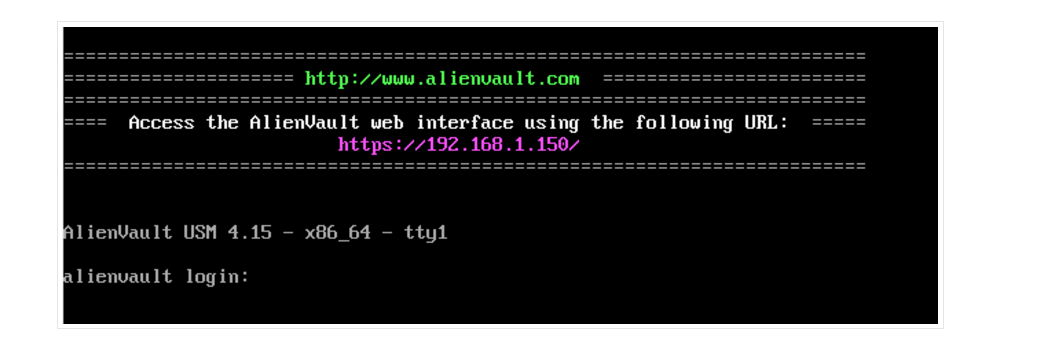 =========================================================================
===================== http://www.alienvault.com  ========================
=========================================================================
====  Access the AlienVault web interface using the following URL:  =====
https://192.168.1.150/
=========================================================================
AlienVault USM 4.15 - x86_64 - tty1
alienvault login: